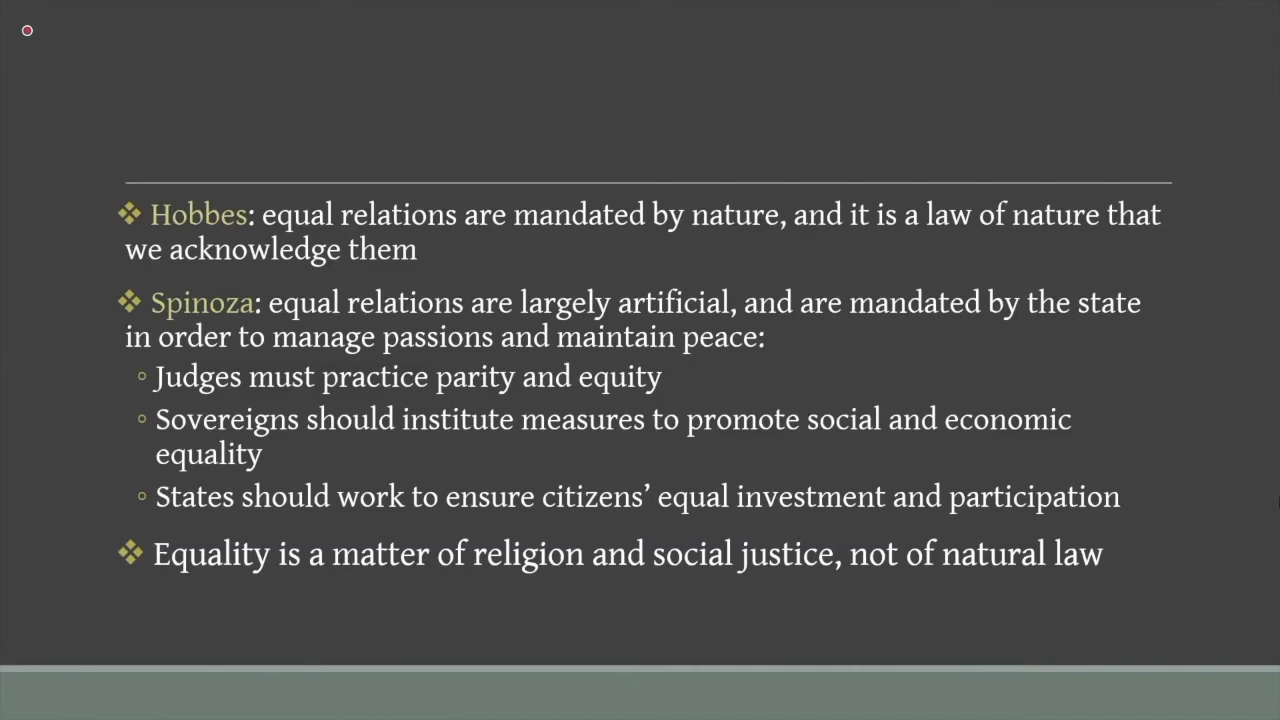 ❖ Hobbes: equal relations are mandated by nature, and it is a law of nature that
we acknowledge them
❖ Spinoza: equal relations are largely artificial, and are mandated by the state
in order to manage passions and maintain peace:
◦ Judges must practice parity and equity
◦ Sovereigns should institute measures to promote social and economic
equality
◦ States should work to ensure citizens’ equal investment and participation
❖ Equality is a matter of religion and social justice, not of natural law